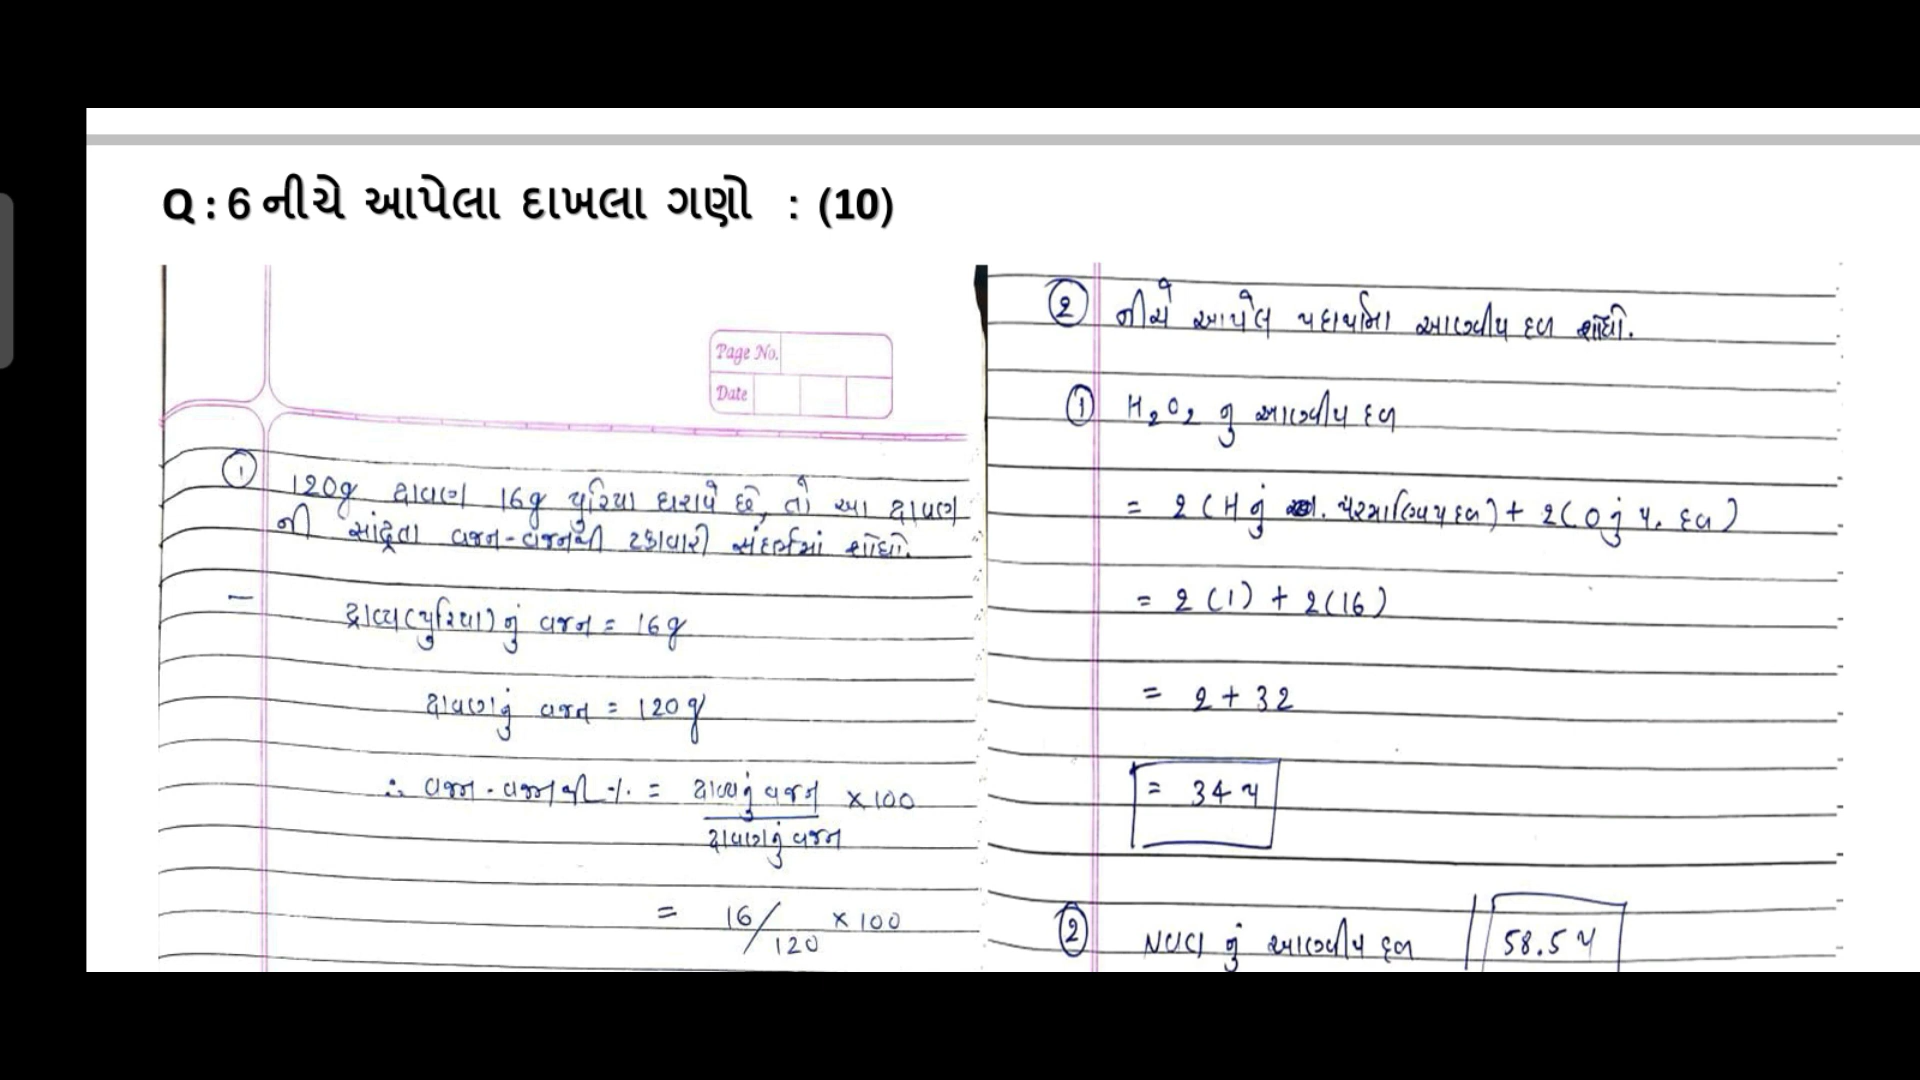 Q : 6 નીચે આપેલા દાખલા ગણો : (10)
Page No.
Date
① 120g દ્રાવણ 16g યુરિયા ધરાવે છે, તો આ દ્રાવણ
ની સાંદ્રતા વજન-વજનથી ટકાવારી સંદર્ભમાં શોધો.
– દ્રાવ્ય(યુરિયા)નું વજન = 16g
દ્રાવણનું વજન = 120g
∴ વજન - વજનથી % = દ્રાવ્યનું વજન × 100
દ્રાવણનું વજન
= 16/120 × 100
② નીચે આપેલ પદાર્થોના આણ્વીય દળ શોધો.
① H₂O₂ નું આણ્વીય દળ
= 2 (H નું પરમાણ્વિય દળ) + 2(O નું પ. દળ)
= 2 (1) + 2(16)
= 2 + 32
= 34 u
② NaCl નું આણ્વીય દળ 58.5 u